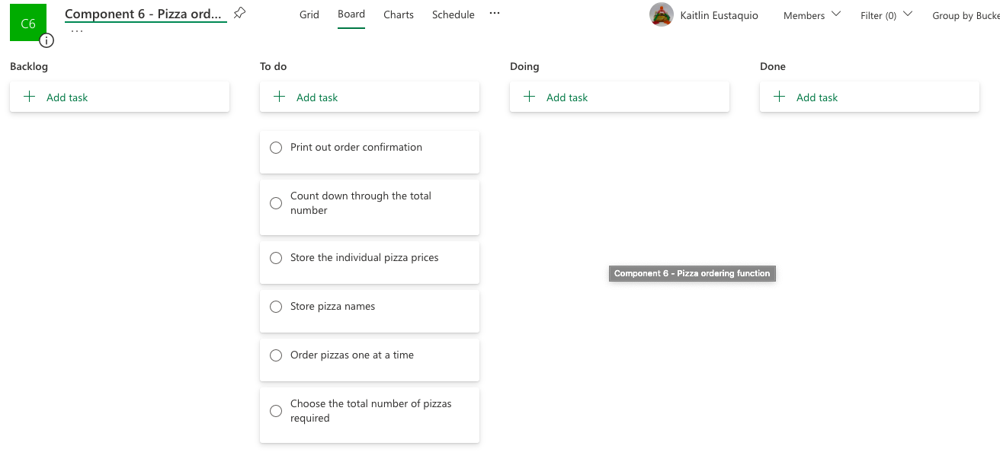 C6
Component 6 - Pizza ord...
Grid
Board
Charts
Schedule
...
Kaitlin Eustaquio
Members
Filter (0)
Group by Bucke
...
Backlog
To do
Doing
Done
+ Add task
+ Add task
+ Add task
+ Add task
Print out order confirmation
Count down through the total
number
Store the individual pizza prices
Component 6 - Pizza ordering function
Store pizza names
Order pizzas one at a time
Choose the total number of pizzas
required